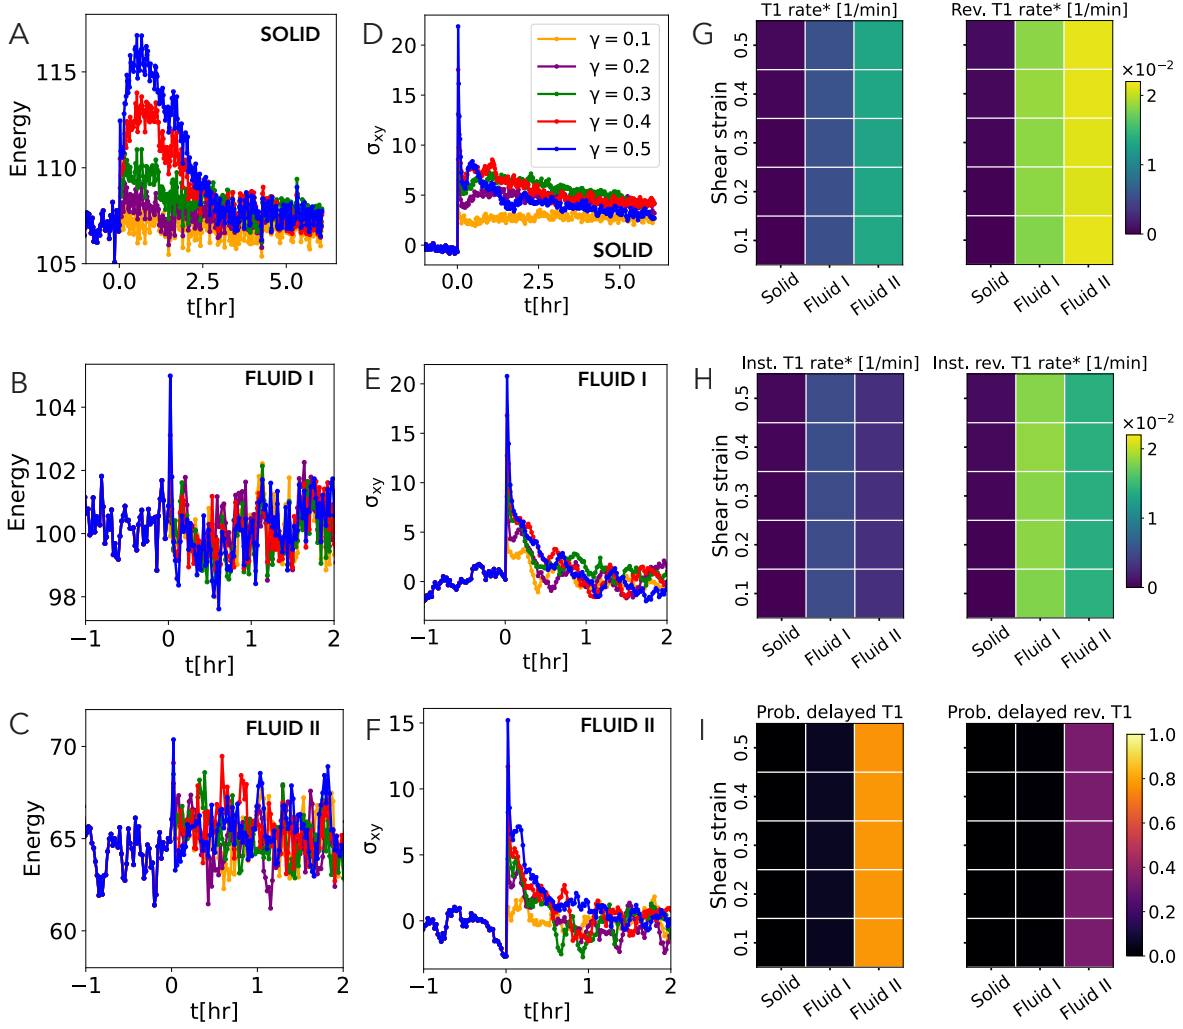 A
SOLID
Energy
115
110
105
0.0
2.5
5.0
t[hr]
D
σxy
20
15
10
5
0
γ = 0.1
γ = 0.2
γ = 0.3
γ = 0.4
γ = 0.5
SOLID
0.0
2.5
5.0
t[hr]
G
T1 rate* [1/min]
Shear strain
0.5
0.4
0.3
0.2
0.1
Solid
Fluid I
Fluid II
Rev. T1 rate* [1/min]
Solid
Fluid I
Fluid II
×10⁻²
2
1
0
B
FLUID I
Energy
104
102
100
98
−1
0
1
2
t[hr]
E
FLUID I
σxy
20
15
10
5
0
−1
0
1
2
t[hr]
H
Inst. T1 rate* [1/min]
Shear strain
0.5
0.4
0.3
0.2
0.1
Solid
Fluid I
Fluid II
Inst. rev. T1 rate* [1/min]
Solid
Fluid I
Fluid II
×10⁻²
2
1
0
C
FLUID II
Energy
70
65
60
−1
0
1
2
t[hr]
F
FLUID II
σxy
15
10
5
0
−1
0
1
2
t[hr]
I
Prob. delayed T1
Shear strain
0.5
0.4
0.3
0.2
0.1
Solid
Fluid I
Fluid II
Prob. delayed rev. T1
Solid
Fluid I
Fluid II
1.0
0.8
0.6
0.4
0.2
0.0